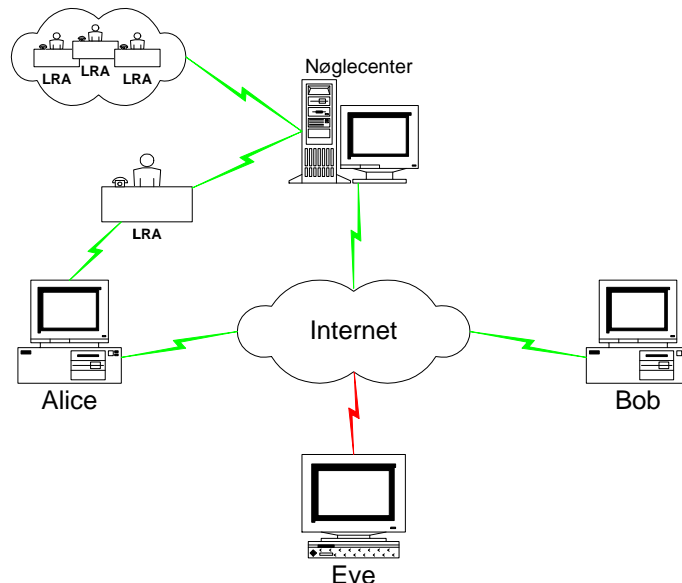 LRA
LRA
LRA
Nøglecenter
LRA
Internet
Alice
Bob
Eve